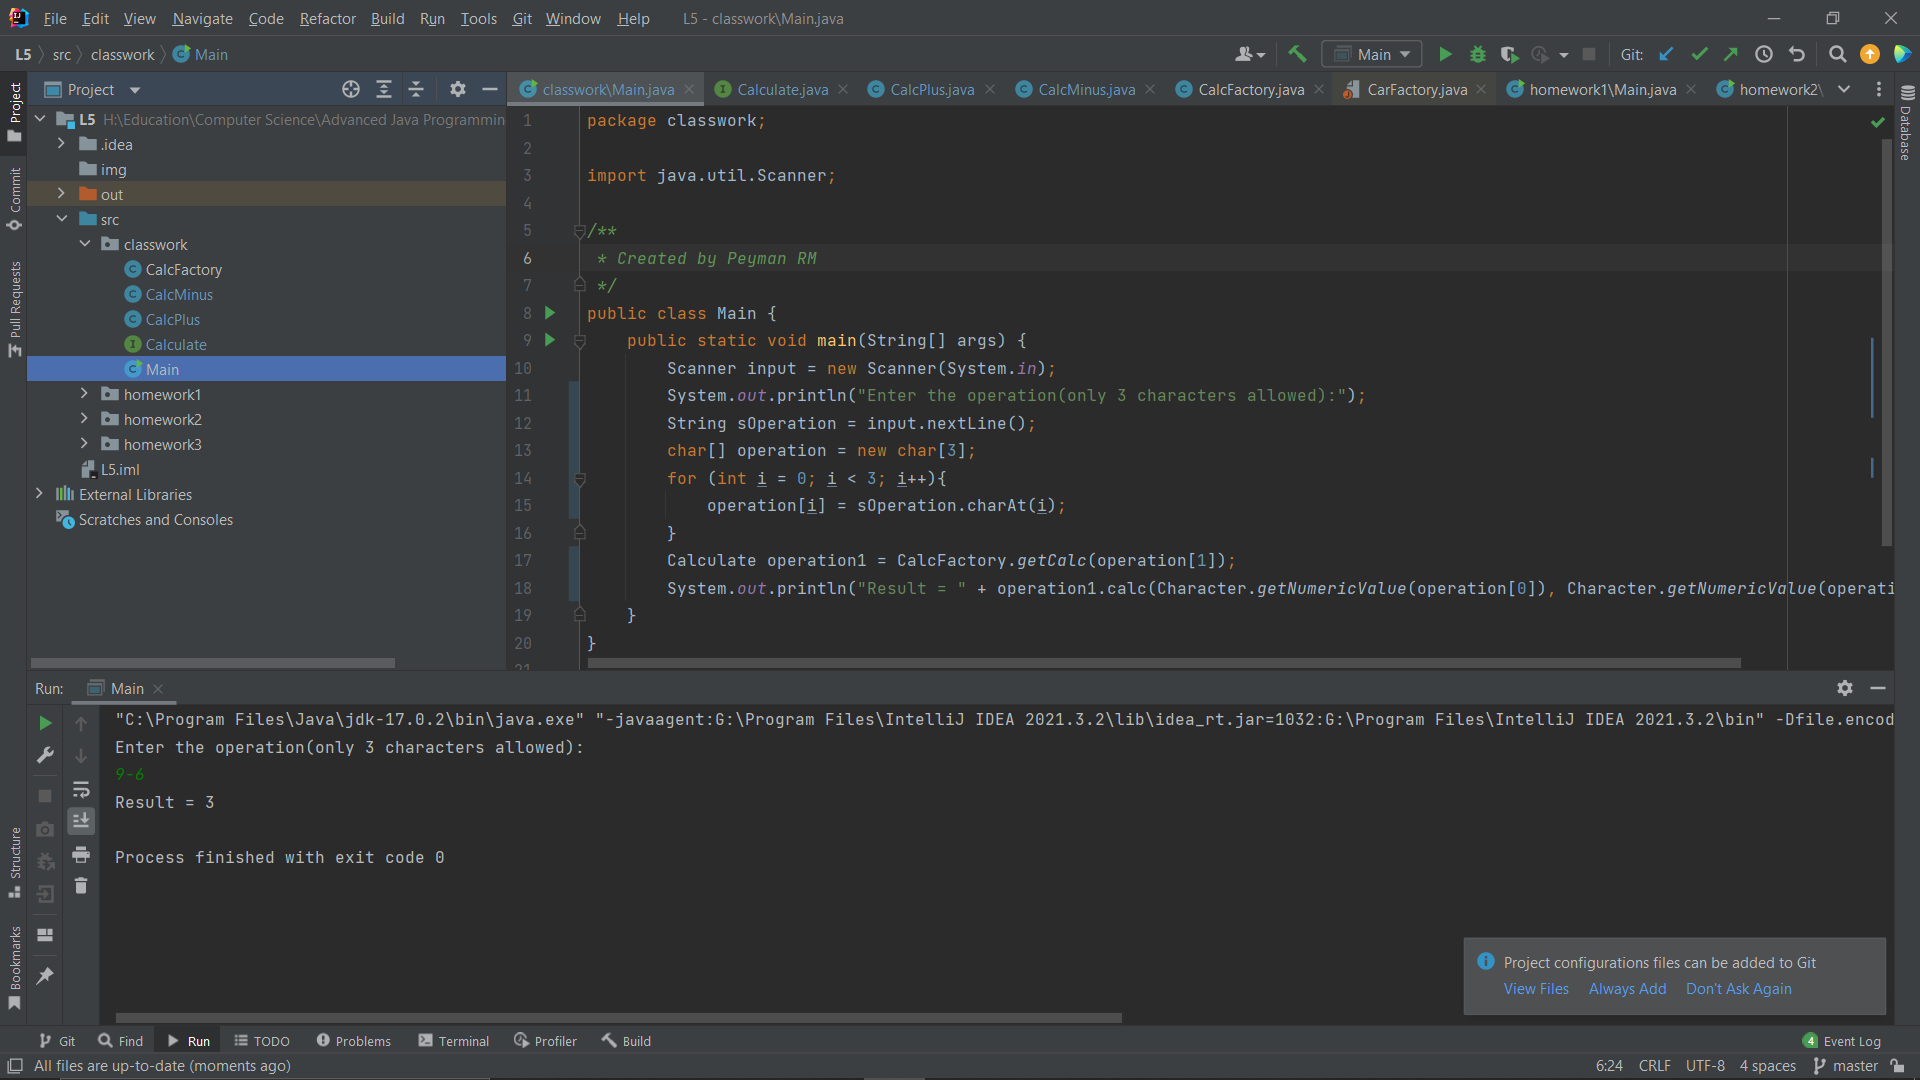 File Edit View Navigate Code Refactor Build Run Tools Git Window Help L5 - classwork\Main.java
L5 src classwork Main
Main Git:
Project
classwork\Main.java Calculate.java CalcPlus.java CalcMinus.java CalcFactory.java CarFactory.java homework1\Main.java homework2\
Project
Commit
Pull Requests
L5 H:\Education\Computer Science\Advanced Java Programmin
.idea
img
out
src
classwork
CalcFactory
CalcMinus
CalcPlus
Calculate
Main
homework1
homework2
homework3
L5.iml
External Libraries
Scratches and Consoles
1 package classwork;
2
3 import java.util.Scanner;
4
5 /**
6 * Created by Peyman RM
7 */
8 public class Main {
9 public static void main(String[] args) {
10 Scanner input = new Scanner(System.in);
11 System.out.println("Enter the operation(only 3 characters allowed):");
12 String sOperation = input.nextLine();
13 char[] operation = new char[3];
14 for (int i = 0; i < 3; i++){
15 operation[i] = sOperation.charAt(i);
16 }
17 Calculate operation1 = CalcFactory.getCalc(operation[1]);
18 System.out.println("Result = " + operation1.calc(Character.getNumericValue(operation[0]), Character.getNumericValue(operati
19 }
20 }
21
Database
Run: Main
"C:\Program Files\Java\jdk-17.0.2\bin\java.exe" "-javaagent:G:\Program Files\IntelliJ IDEA 2021.3.2\lib\idea_rt.jar=1032:G:\Program Files\IntelliJ IDEA 2021.3.2\bin" -Dfile.encod
Enter the operation(only 3 characters allowed):
9-6
Result = 3
Process finished with exit code 0
Structure
Bookmarks
Project configurations files can be added to Git
View Files Always Add Don't Ask Again
Git Find Run TODO Problems Terminal Profiler Build 4 Event Log
All files are up-to-date (moments ago) 6:24 CRLF UTF-8 4 spaces master